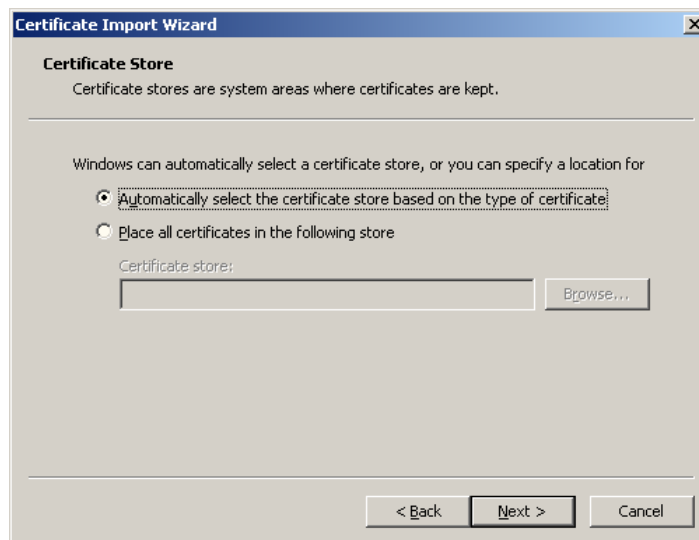 Certificate Import Wizard
Certificate Store
Certificate stores are system areas where certificates are kept.
Windows can automatically select a certificate store, or you can specify a location for
Automatically select the certificate store based on the type of certificate
Place all certificates in the following store
Certificate store:
Browse...
< Back Next > Cancel